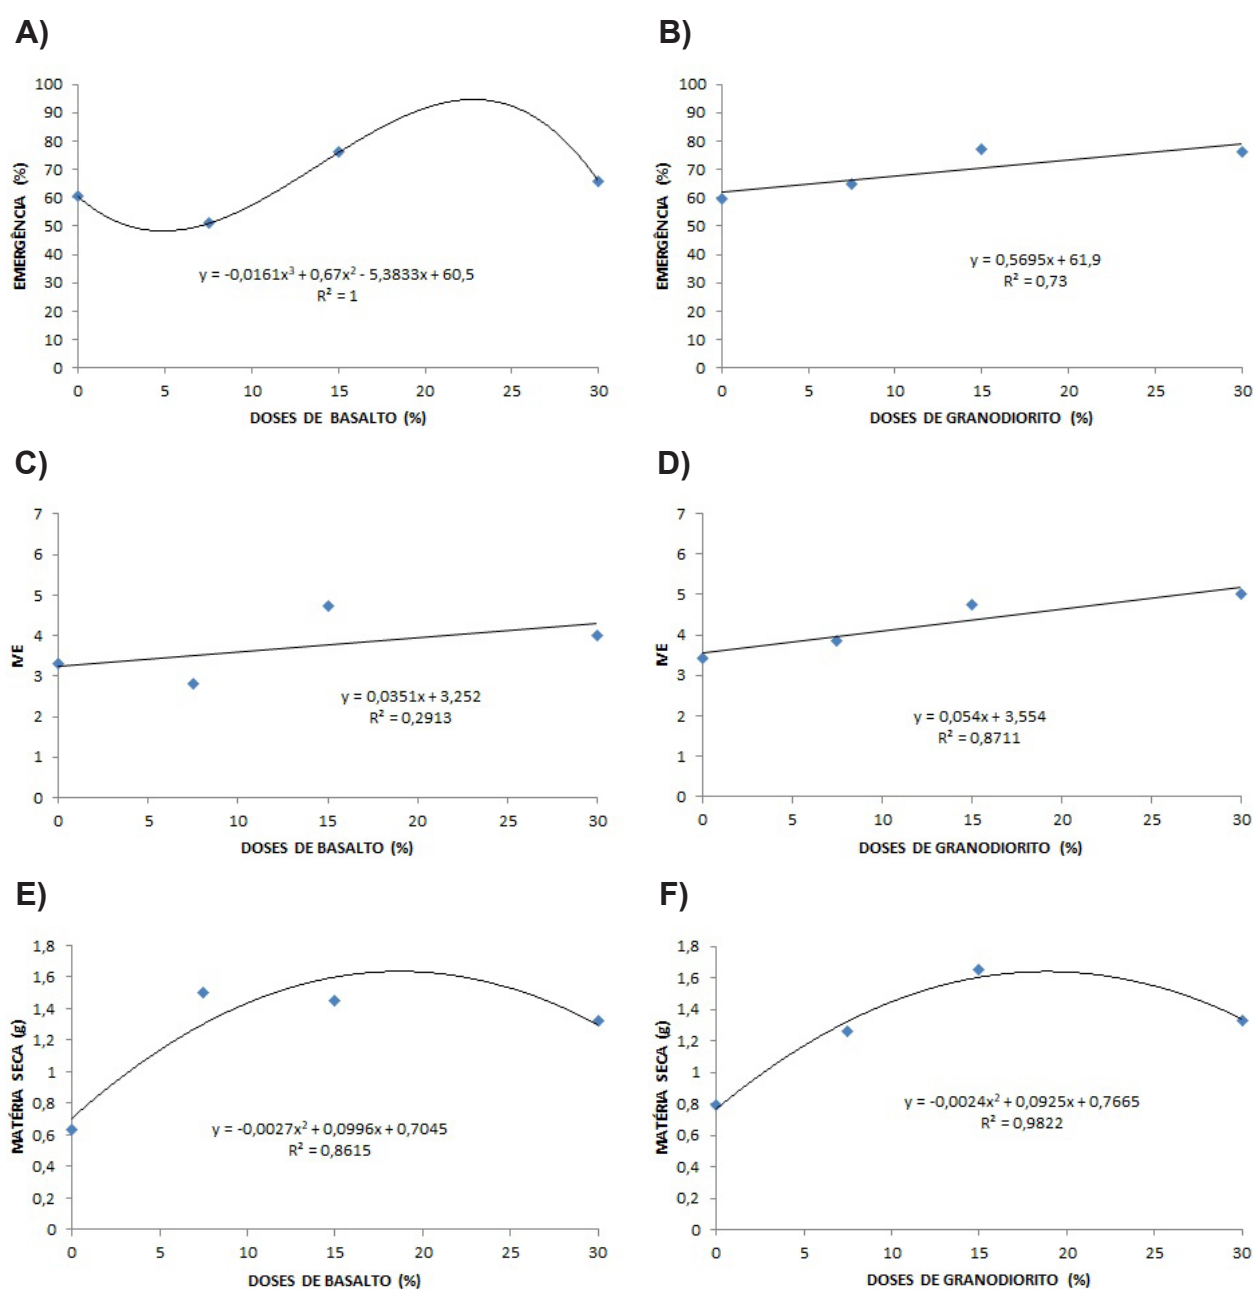 A)
EMERGÊNCIA (%)
100
90
80
70
60
50
40
30
20
10
0
y = -0,0161x³ + 0,67x² - 5,3833x + 60,5
R² = 1
0 5 10 15 20 25 30
DOSES DE BASALTO (%)
B)
EMERGÊNCIA (%)
100
90
80
70
60
50
40
30
20
10
0
y = 0,5695x + 61,9
R² = 0,73
0 5 10 15 20 25 30
DOSES DE GRANODIORITO (%)
C)
IVE
7
6
5
4
3
2
1
0
y = 0,0351x + 3,252
R² = 0,2913
0 5 10 15 20 25 30
DOSES DE BASALTO (%)
D)
IVE
7
6
5
4
3
2
1
0
y = 0,054x + 3,554
R² = 0,8711
0 5 10 15 20 25 30
DOSES DE GRANODIORITO (%)
E)
MATÉRIA SECA (g)
1,8
1,6
1,4
1,2
1
0,8
0,6
0,4
0,2
0
y = -0,0027x² + 0,0996x + 0,7045
R² = 0,8615
0 5 10 15 20 25 30
DOSES DE BASALTO (%)
F)
MATÉRIA SECA (g)
1,8
1,6
1,4
1,2
1
0,8
0,6
0,4
0,2
0
y = -0,0024x² + 0,0925x + 0,7665
R² = 0,9822
0 5 10 15 20 25 30
DOSES DE GRANODIORITO (%)